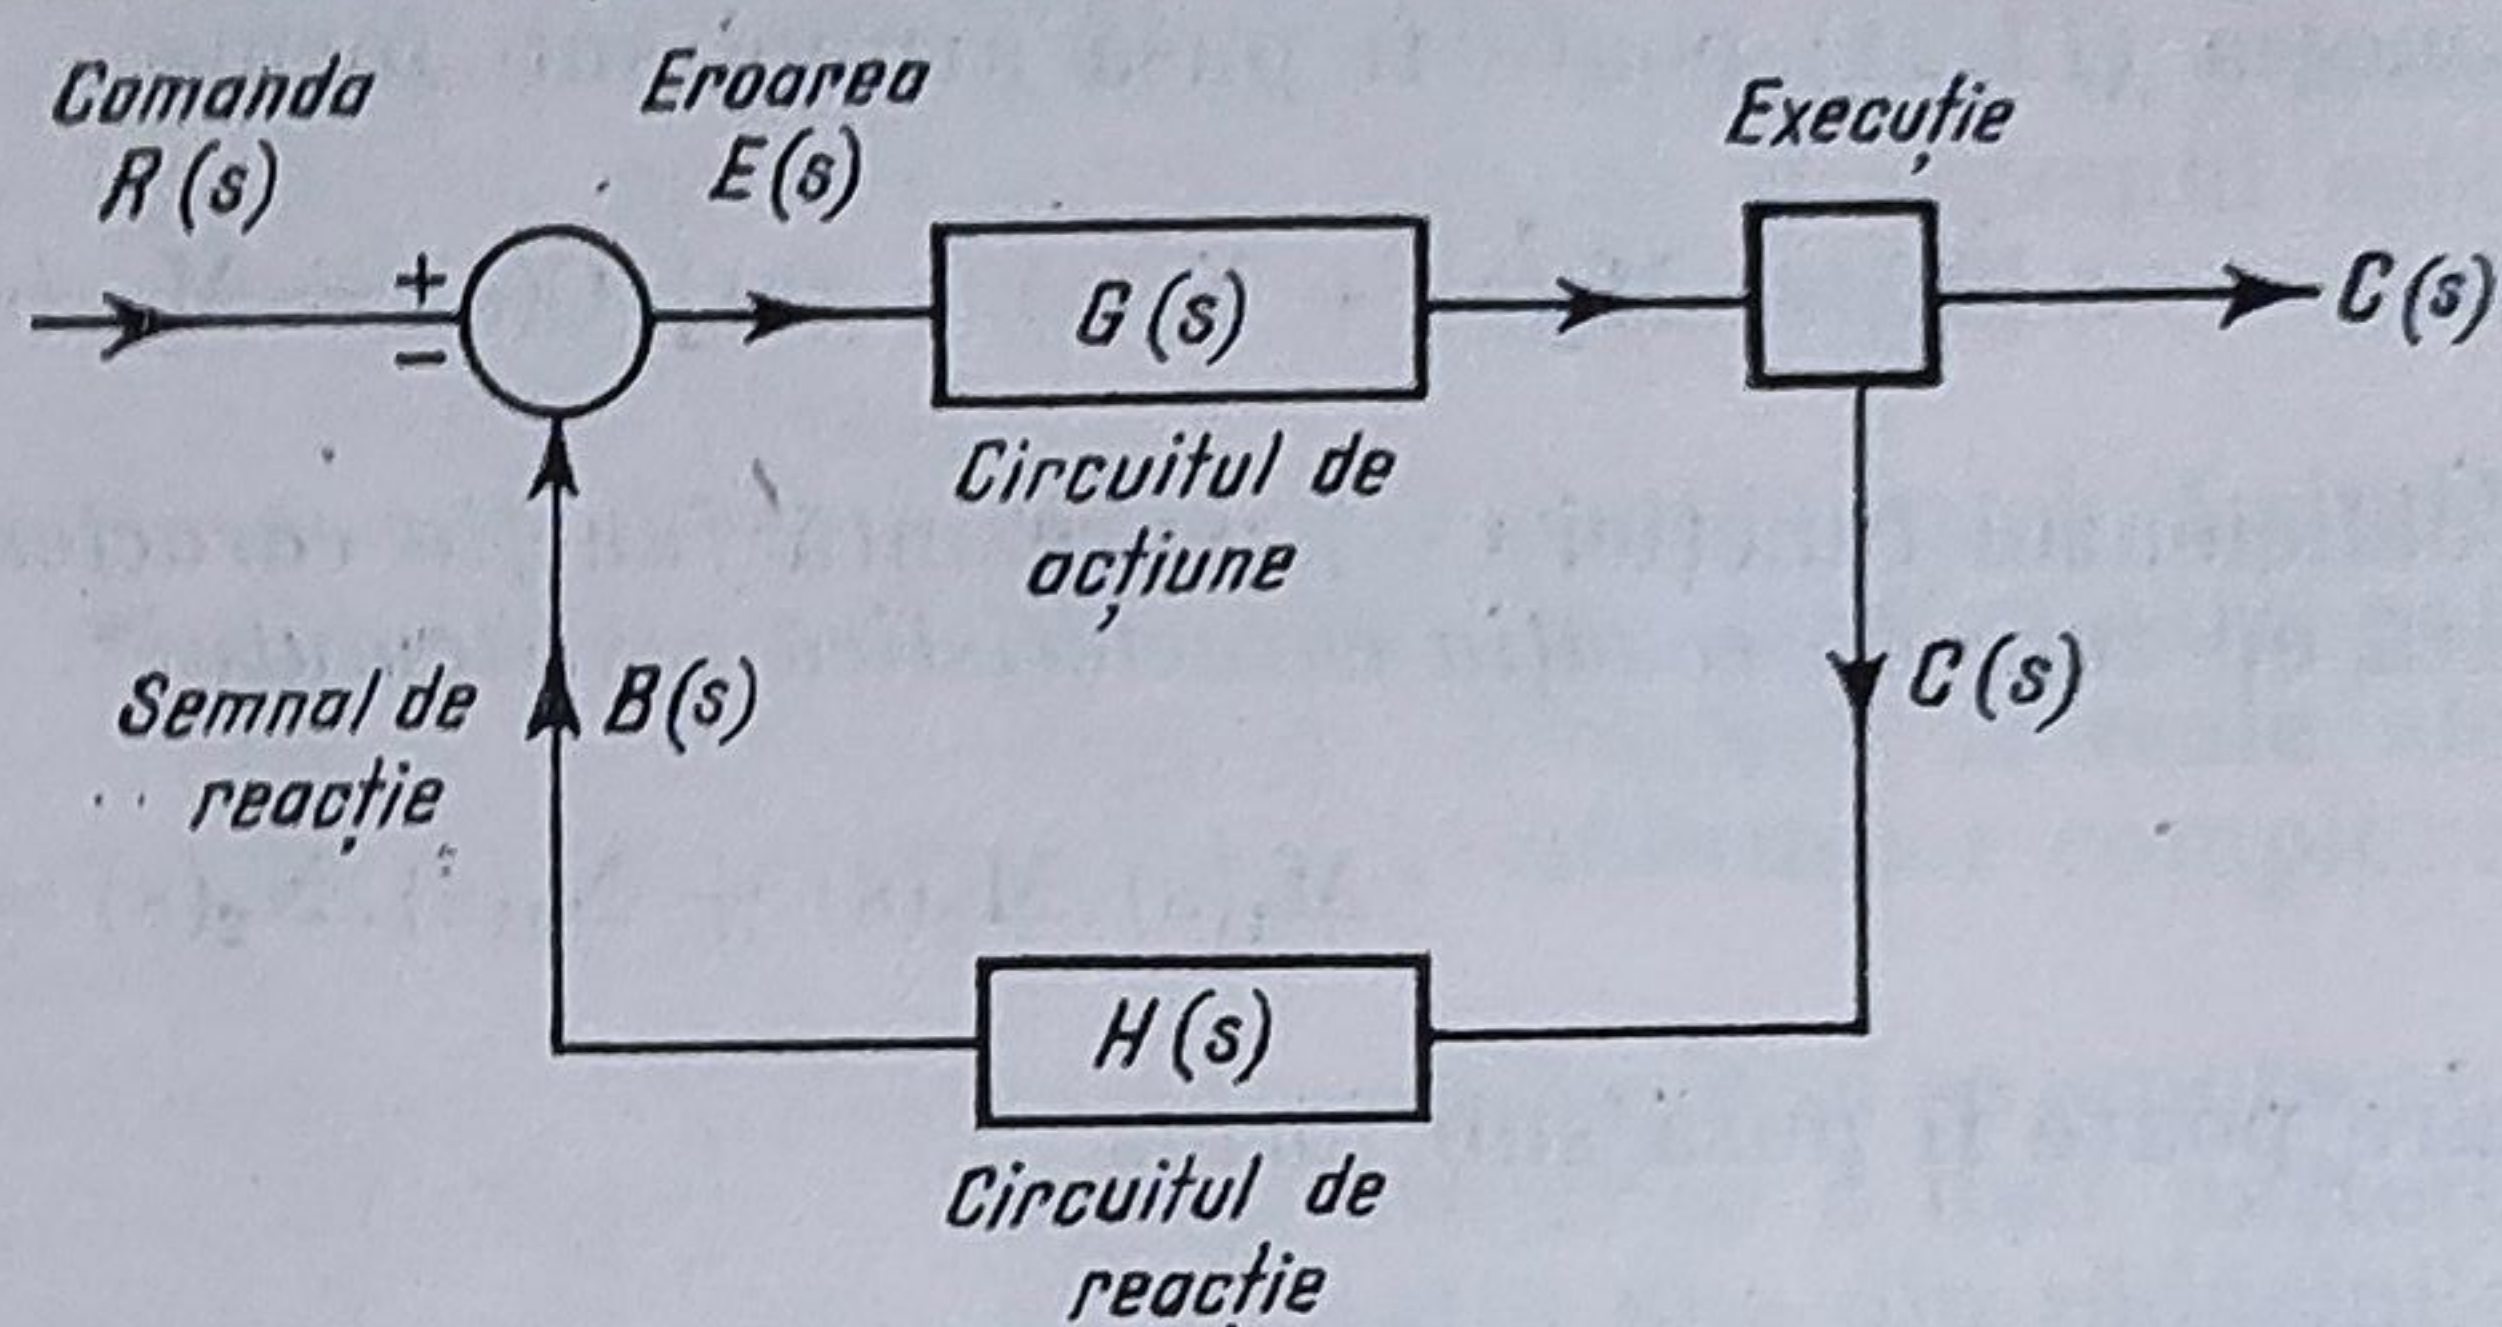 Comanda
R(s)
Eroarea
E(s)
Execuție
+
−
G(s)
C(s)
Circuitul de
acțiune
Semnal de
reacție
B(s)
C(s)
H(s)
Circuitul de
reacție